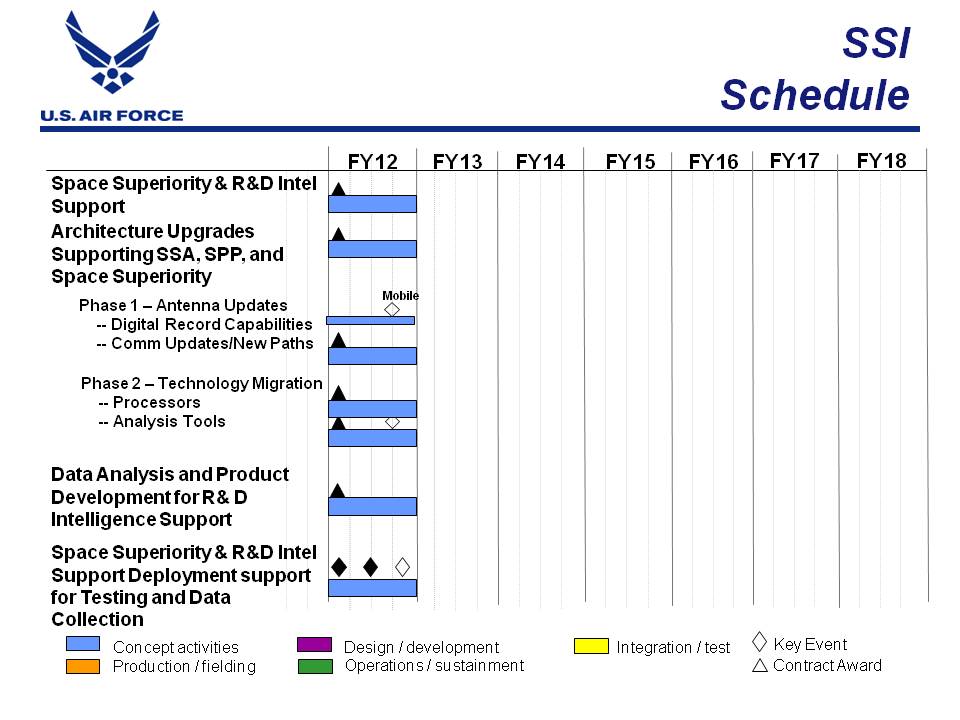 U.S. AIR FORCE
SSI
Schedule
FY12 FY13 FY14 FY15 FY16 FY17 FY18
Space Superiority & R&D Intel
Support
Architecture Upgrades
Supporting SSA, SPP, and
Space Superiority
Mobile
Phase 1 – Antenna Updates
-- Digital Record Capabilities
-- Comm Updates/New Paths
Phase 2 – Technology Migration
-- Processors
-- Analysis Tools
Data Analysis and Product
Development for R& D
Intelligence Support
Space Superiority & R&D Intel
Support Deployment support
for Testing and Data
Collection
Concept activities Design / development Integration / test Key Event
Production / fielding Operations / sustainment Contract Award